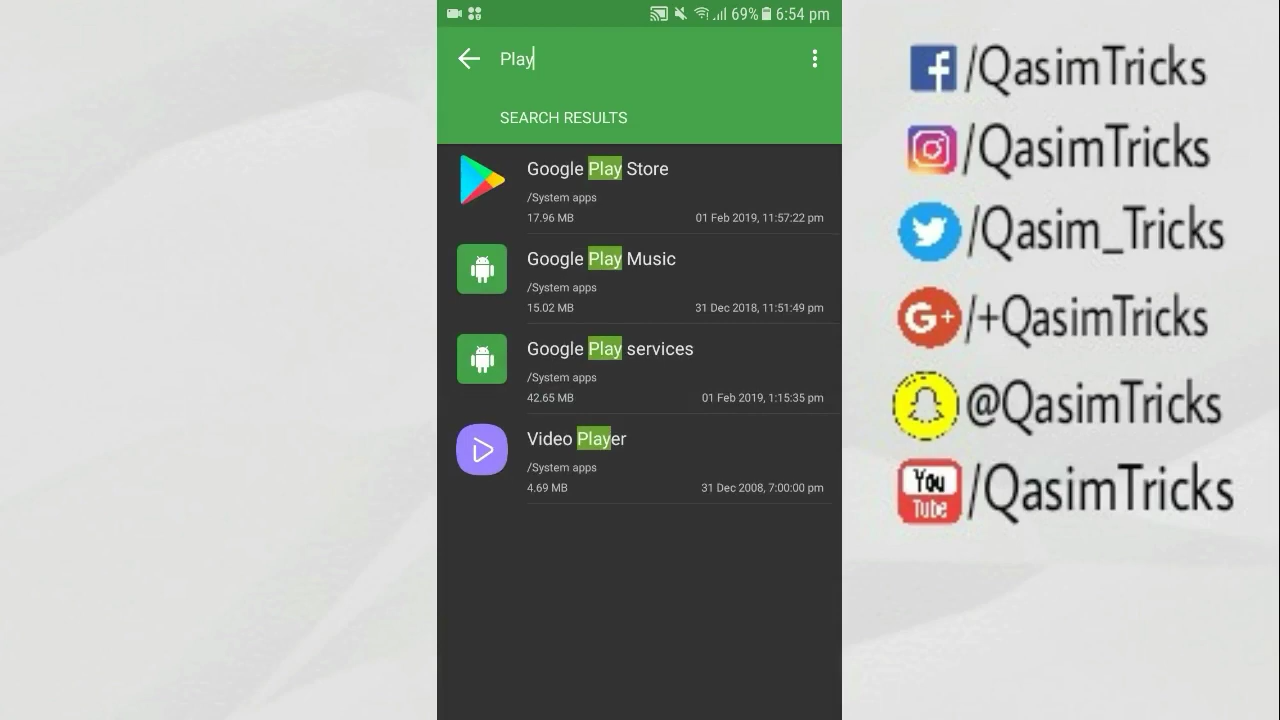 69% 6:54 pm
Play
SEARCH RESULTS
Google Play Store
/System apps
17.96 MB 01 Feb 2019, 11:57:22 pm
Google Play Music
/System apps
15.02 MB 31 Dec 2018, 11:51:49 pm
Google Play services
/System apps
42.65 MB 01 Feb 2019, 1:15:35 pm
Video Player
/System apps
4.69 MB 31 Dec 2008, 7:00:00 pm
f /QasimTricks
/QasimTricks
/Qasim_Tricks
G+ /+QasimTricks
@QasimTricks
You Tube /QasimTricks